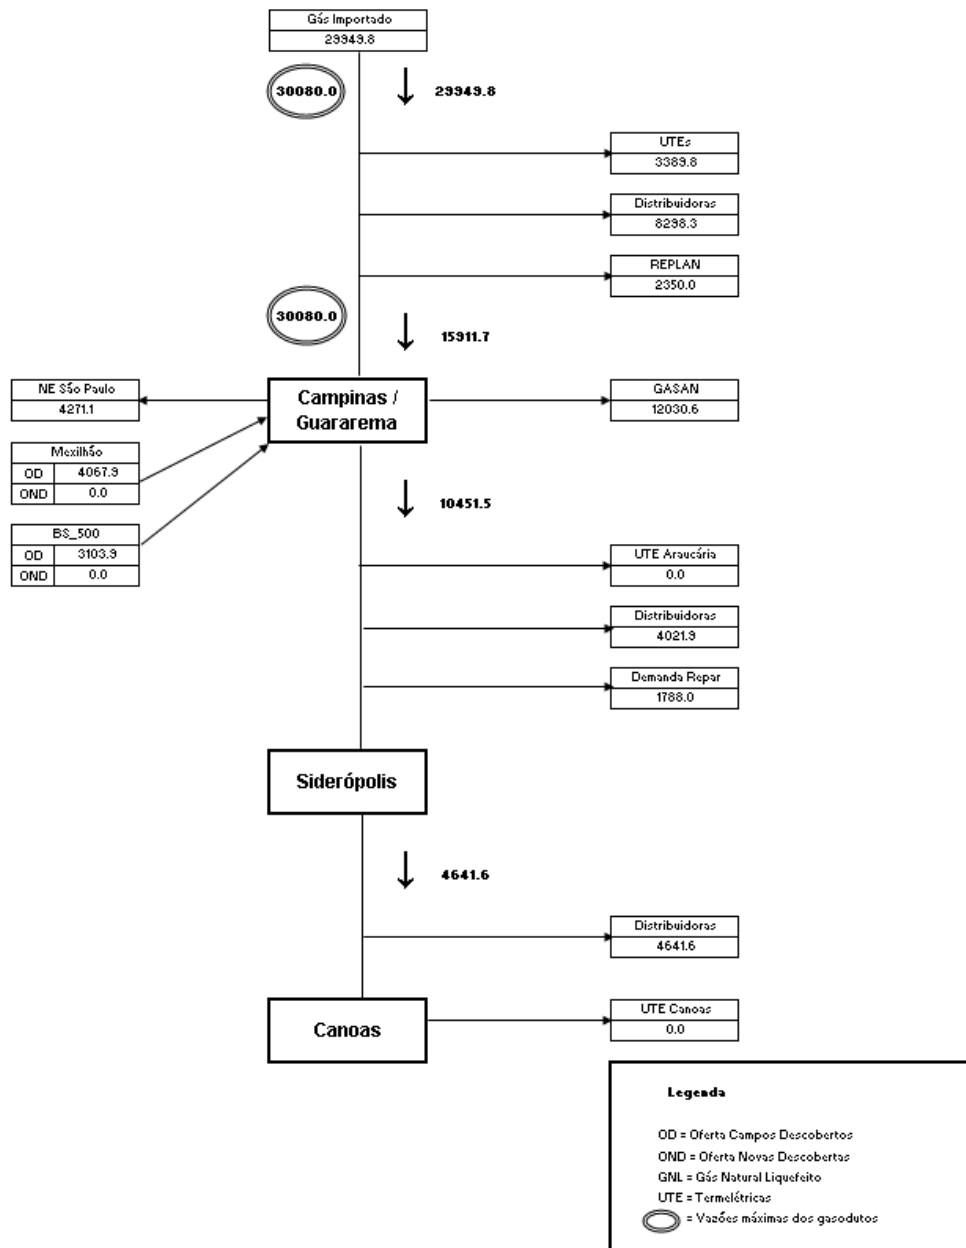 Gás Importado
29949.8
30080.0
29949.8
UTEs
3389.8
Distribuidoras
8298.3
REPLAN
2350.0
30080.0
15911.7
NE São Paulo
4271.1
Campinas /
Guararema
GASAN
12030.6
Mexilhão
OD 4067.9
OND 0.0
10451.5
BS_500
OD 3103.9
OND 0.0
UTE Araucária
0.0
Distribuidoras
4021.9
Demanda Repar
1788.0
Siderópolis
4641.6
Distribuidoras
4641.6
Canoas
UTE Canoas
0.0
Legenda
OD = Oferta Campos Descobertos
OND = Oferta Novas Descobertas
GNL = Gás Natural Liquefeito
UTE = Termelétricas
= Vazões máximas dos gasodutos